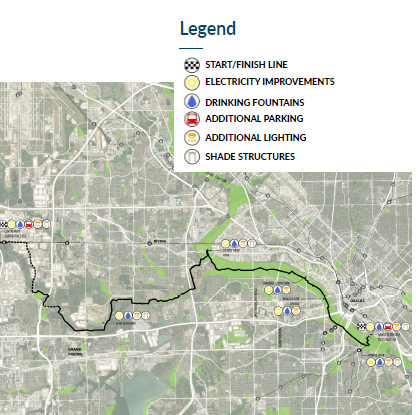 Legend
START/FINISH LINE
ELECTRICITY IMPROVEMENTS
DRINKING FOUNTAINS
ADDITIONAL PARKING
ADDITIONAL LIGHTING
SHADE STRUCTURES
IRVING
DALLAS
GRAND
PRAIRIE